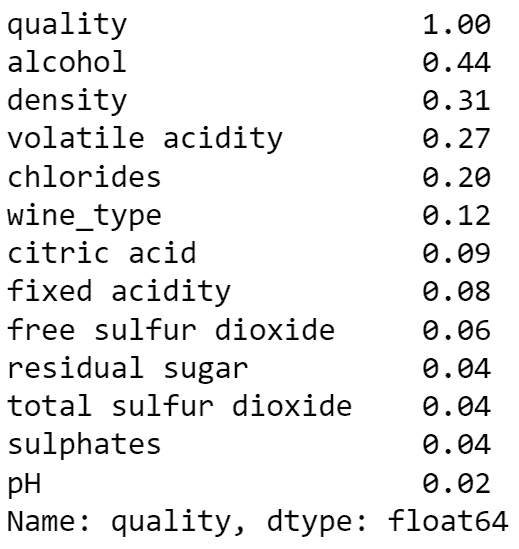 quality 1.00
alcohol 0.44
density 0.31
volatile acidity 0.27
chlorides 0.20
wine_type 0.12
citric acid 0.09
fixed acidity 0.08
free sulfur dioxide 0.06
residual sugar 0.04
total sulfur dioxide 0.04
sulphates 0.04
pH 0.02
Name: quality, dtype: float64